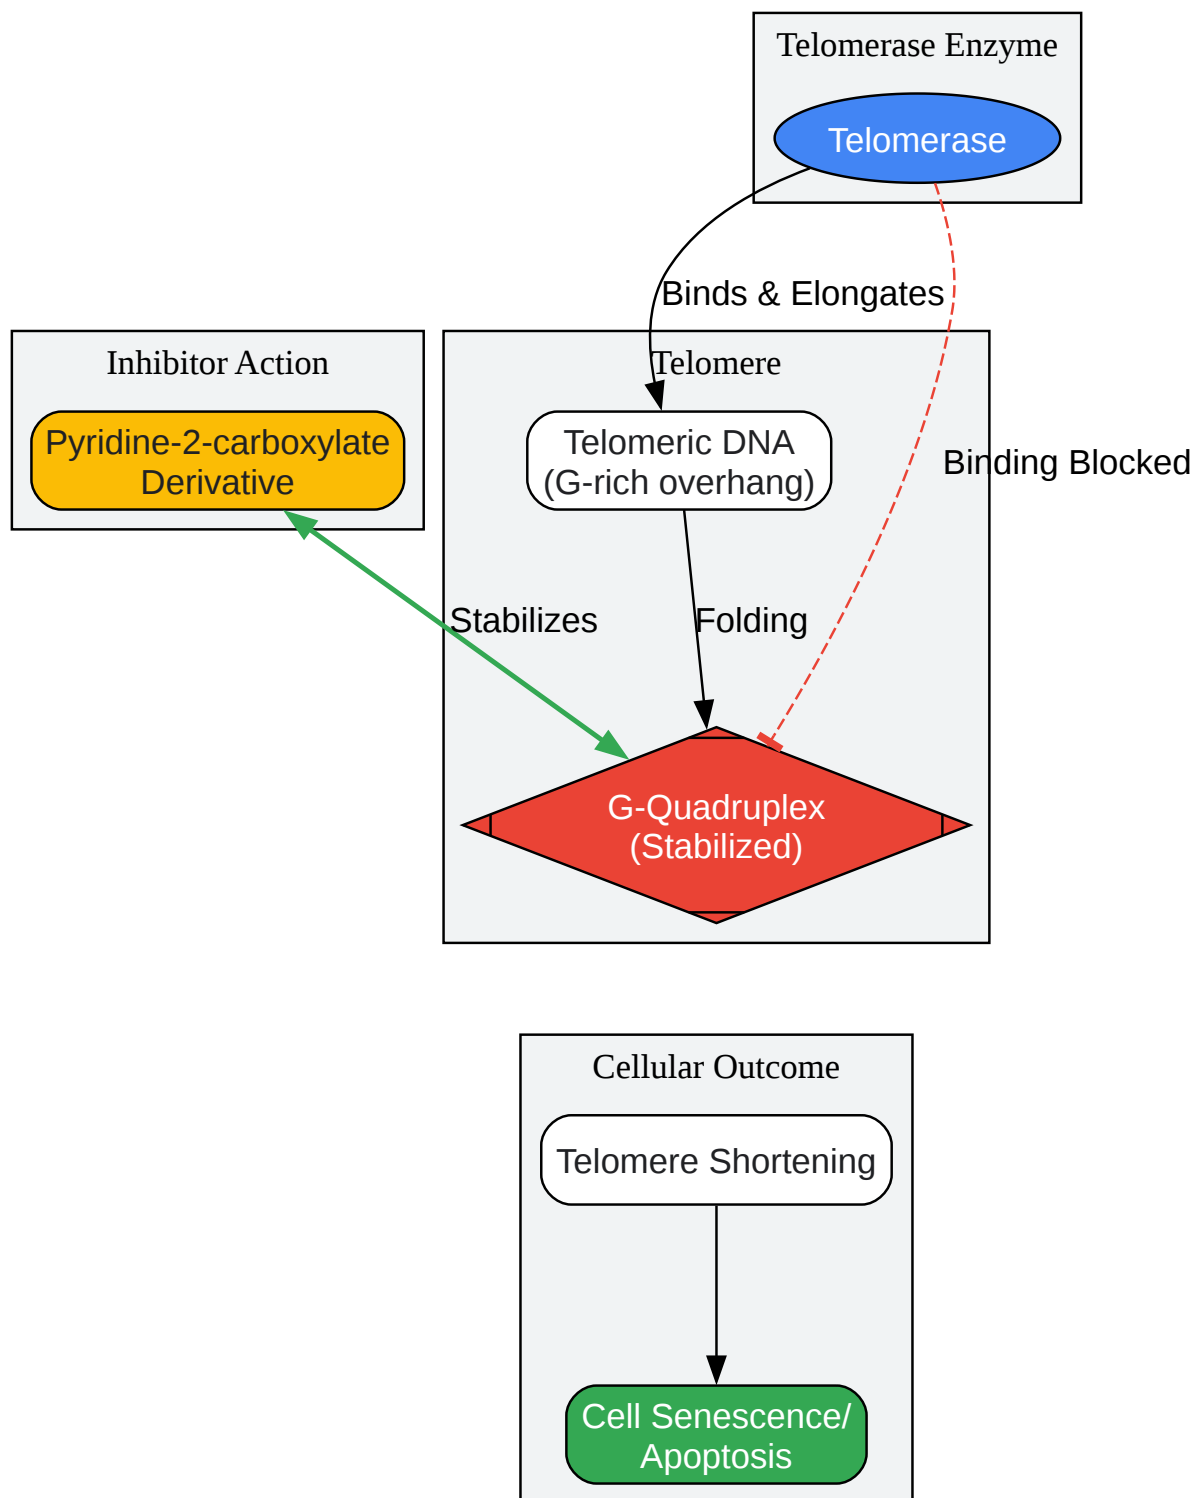 Telomerase Enzyme
Telomerase
Binds & Elongates
Inhibitor Action
Telomere
Pyridine-2-carboxylate
Derivative
Telomeric DNA
(G-rich overhang)
Binding Blocked
Stabilizes
Folding
G-Quadruplex
(Stabilized)
Cellular Outcome
Telomere Shortening
Cell Senescence/
Apoptosis